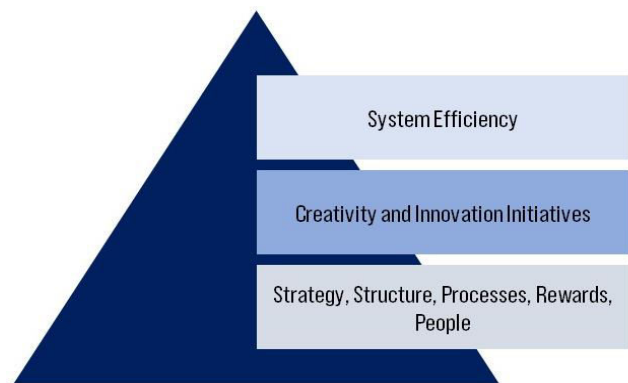 System Efficiency
Creativity and Innovation Initiatives
Strategy, Structure, Processes, Rewards,
People